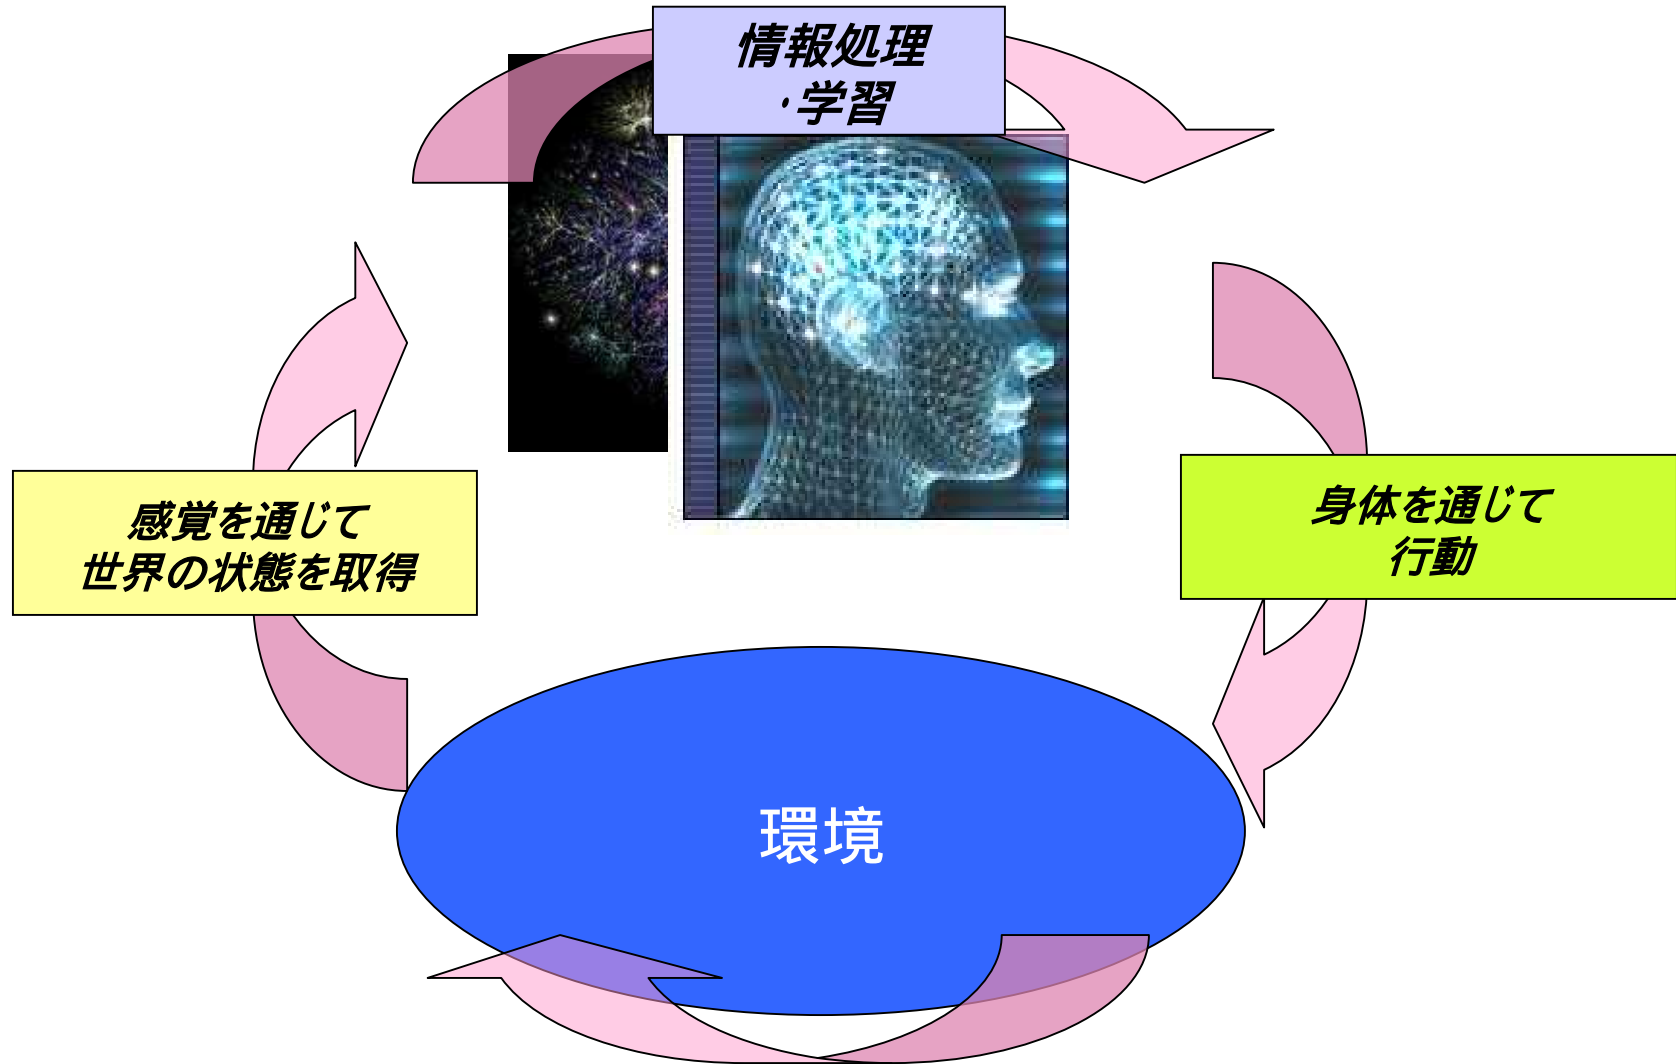 情報処理
・学習
感覚を通じて
世界の状態を取得
身体を通じて
行動
環境